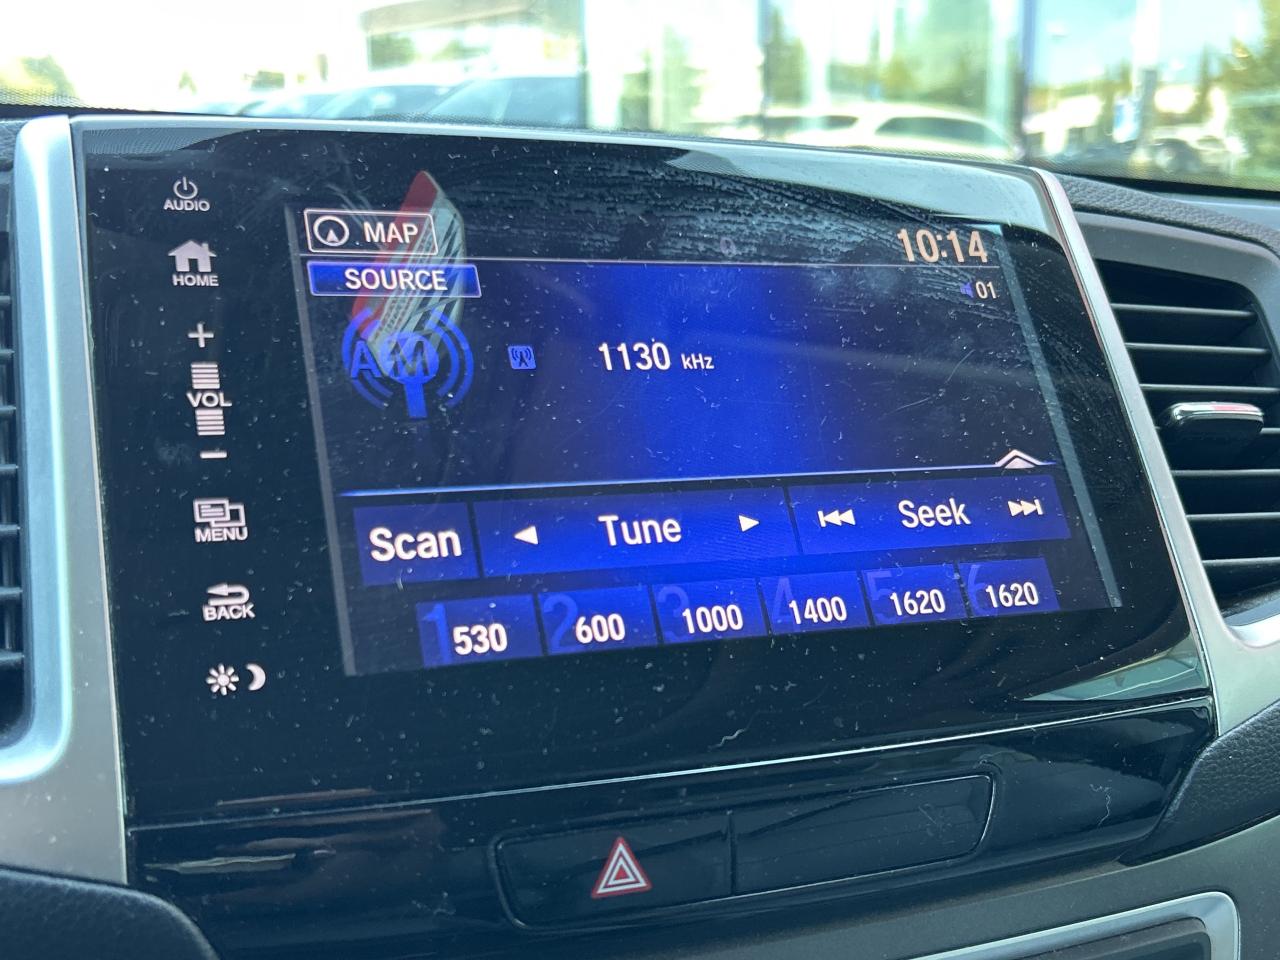 AUDIO
HOME
+
VOL
−
MENU
BACK
MAP
10:14
SOURCE
01
AM
1130 kHz
Scan
Tune
Seek
1 530
2 600
3 1000
4 1400
5 1620
6 1620